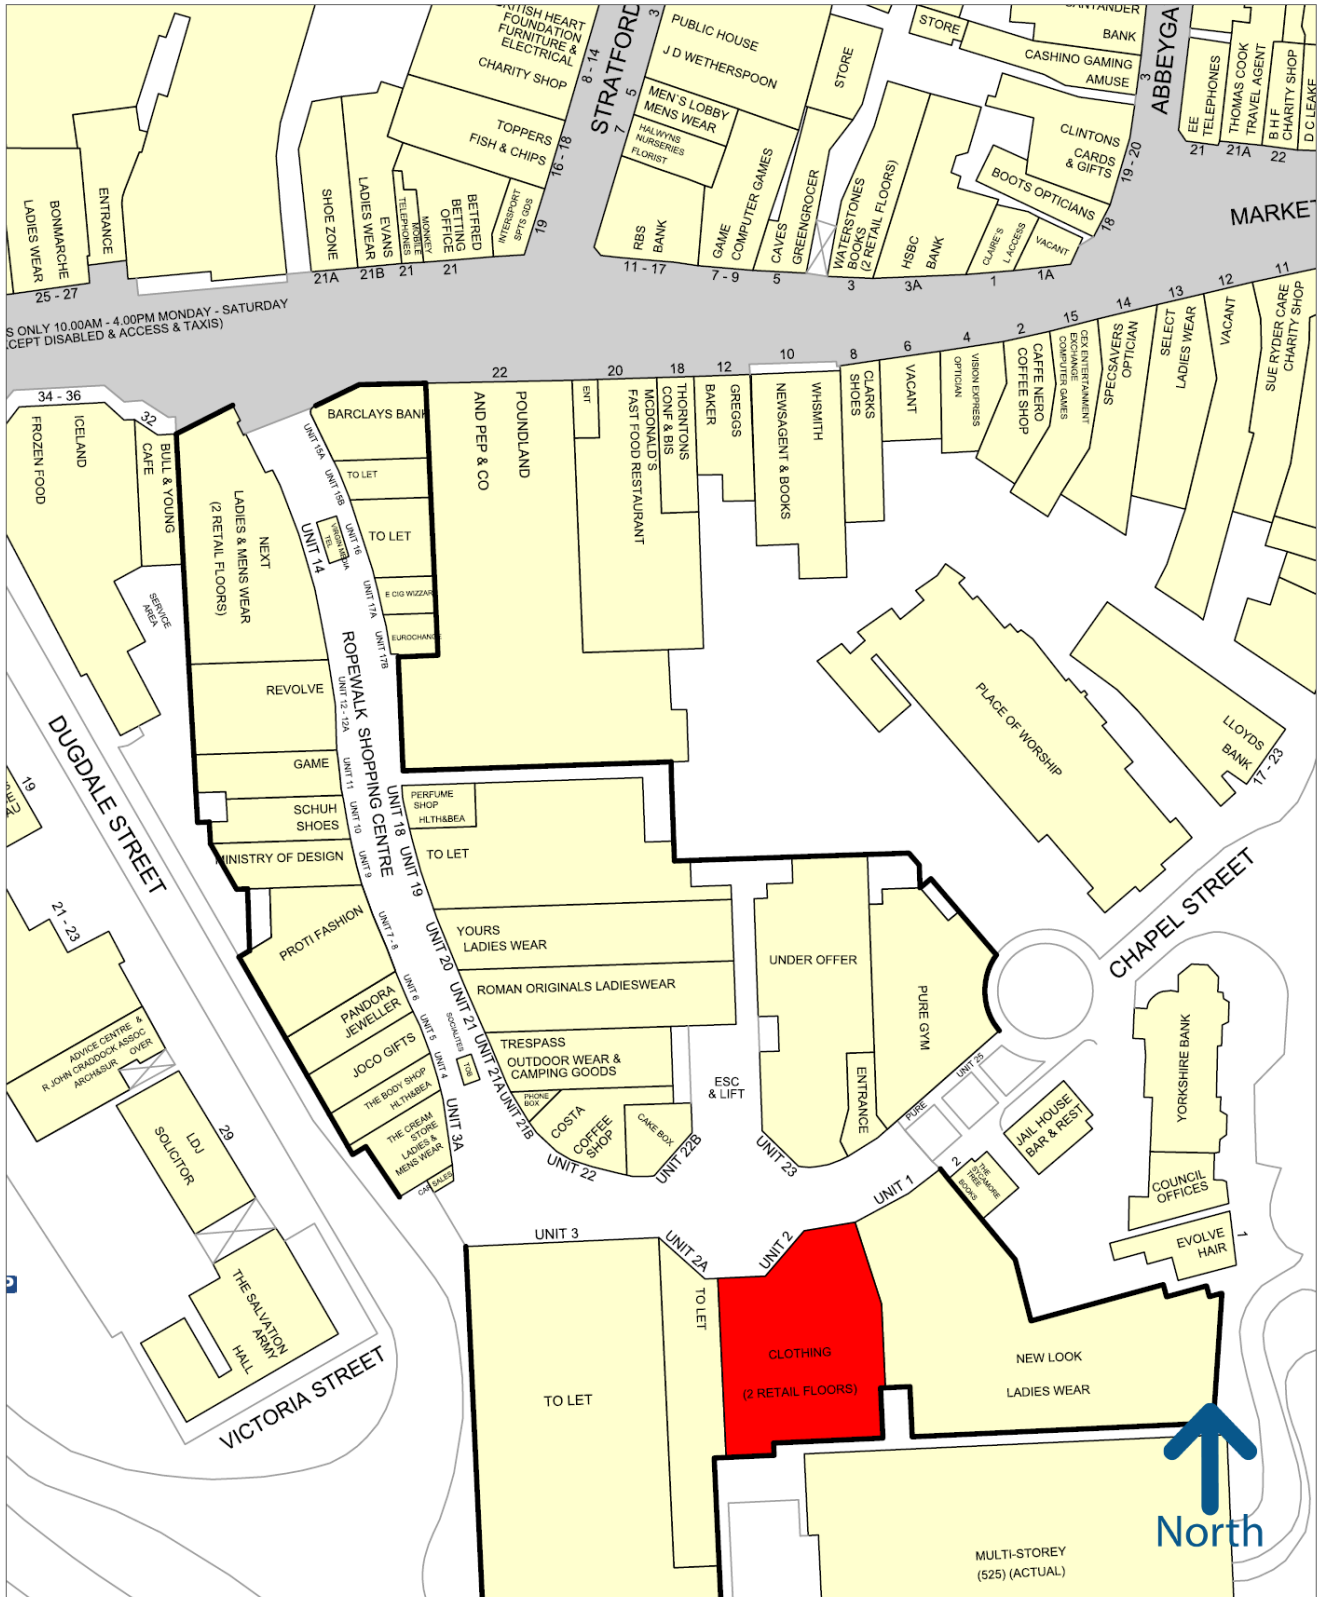 BRITISH HEART
FOUNDATION
FURNITURE &
ELECTRICAL
CHARITY SHOP
8 - 14
STRATFORD
3
5
7
PUBLIC HOUSE
J D WETHERSPOON
STORE
STORE
SANTANDER
BANK
CASHINO GAMING
AMUSE
3
ABBEYGA
EE
TELEPHONES
21
THOMAS COOK
TRAVEL AGENT
21A
B H F
CHARITY SHOP
22
D C LEAKE
TOPPERS
FISH & CHIPS
16 - 18
MEN'S LOBBY
MENS WEAR
HALWYNS
NURSERIES
FLORIST
CLINTONS
CARDS
& GIFTS
19 - 20
BOOTS OPTICIANS
18
MARKET
BONMARCHE
LADIES WEAR
25 - 27
ENTRANCE
SHOE ZONE
21A
EVANS
LADIES WEAR
21B
TELEPHONES
21
MONKEY
MOBILE
BETFRED
BETTING
OFFICE
21
INTERSPORT
SPTS GDS
19
RBS
BANK
11 - 17
GAME
COMPUTER GAMES
7 - 9
CAVES
GREENGROCER
5
WATERSTONES
BOOKS
(2 RETAIL FLOORS)
3
HSBC
BANK
3A
CLAIRE'S
L ACCESS
1
VACANT
1A
S ONLY 10.00AM - 4.00PM MONDAY - SATURDAY
CEPT DISABLED & ACCESS & TAXIS)
34 - 36
ICELAND
FROZEN FOOD
32
BULL & YOUNG
CAFE
SERVICE
AREA
NEXT
LADIES & MENS WEAR
(2 RETAIL FLOORS)
UNIT 14
BARCLAYS BANK
UNIT 15A
TO LET
UNIT 15B
TO LET
UNIT 16
VIRGIN MEDIA
TEL
E CIG WIZZAR
UNIT 17A
EUROCHANGE
UNIT 17B
22
POUNDLAND
AND PEP & CO
ENT
20
MCDONALD'S
FAST FOOD RESTAURANT
18
THORNTONS
CONF & BIS
12
GREGGS
BAKER
10
WHSMITH
NEWSAGENT & BOOKS
8
CLARKS
SHOES
6
VACANT
4
VISION EXPRESS
OPTICIAN
2
CAFFE NERO
COFFEE SHOP
15
CEX ENTERTAINMENT
EXCHANGE
COMPUTER GAMES
14
SPECSAVERS
OPTICIAN
13
SELECT
LADIES WEAR
12
VACANT
11
SUE RYDER CARE
CHARITY SHOP
ROPEWALK SHOPPING CENTRE
REVOLVE
UNIT 12 - 12A
GAME
UNIT 11
SCHUH
SHOES
UNIT 10
MINISTRY OF DESIGN
UNIT 9
PROTI FASHION
UNIT 7 - 8
PANDORA
JEWELLER
UNIT 6
JOCO GIFTS
UNIT 5
THE BODY SHOP
HLTH&BEA
UNIT 4
THE CREAM
STORE
LADIES &
MENS WEAR
UNIT 3A
CAR SALES
PERFUME
SHOP
HLTH&BEA
UNIT 18
TO LET
UNIT 19
YOURS
LADIES WEAR
UNIT 20
ROMAN ORIGINALS LADIESWEAR
UNIT 21
SOCIALITES
TOB
TRESPASS
OUTDOOR WEAR &
CAMPING GOODS
UNIT 21A
PHONE
BOX
UNIT 21B
COSTA
COFFEE
SHOP
UNIT 22
CAKE BOX
UNIT 22B
ESC
& LIFT
UNDER OFFER
UNIT 23
ENTRANCE
PURE GYM
PURE
UNIT 25
PLACE OF WORSHIP
LLOYDS
BANK
17 - 23
CHAPEL STREET
DUGDALE STREET
19
21 - 23
ADVICE CENTRE &
R JOHN CRADDOCK ASSOC
ARCH&SUR OVER
LDJ
SOLICITOR
29
THE SALVATION
ARMY
HALL
VICTORIA STREET
YORKSHIRE BANK
JAIL HOUSE
BAR & REST
2
THE
SYCAMORE
TREE
BOOKS
COUNCIL
OFFICES
EVOLVE
HAIR
1
UNIT 3
TO LET
UNIT 2A
TO LET
UNIT 2
CLOTHING
(2 RETAIL FLOORS)
UNIT 1
NEW LOOK
LADIES WEAR
MULTI-STOREY
(525) (ACTUAL)
North